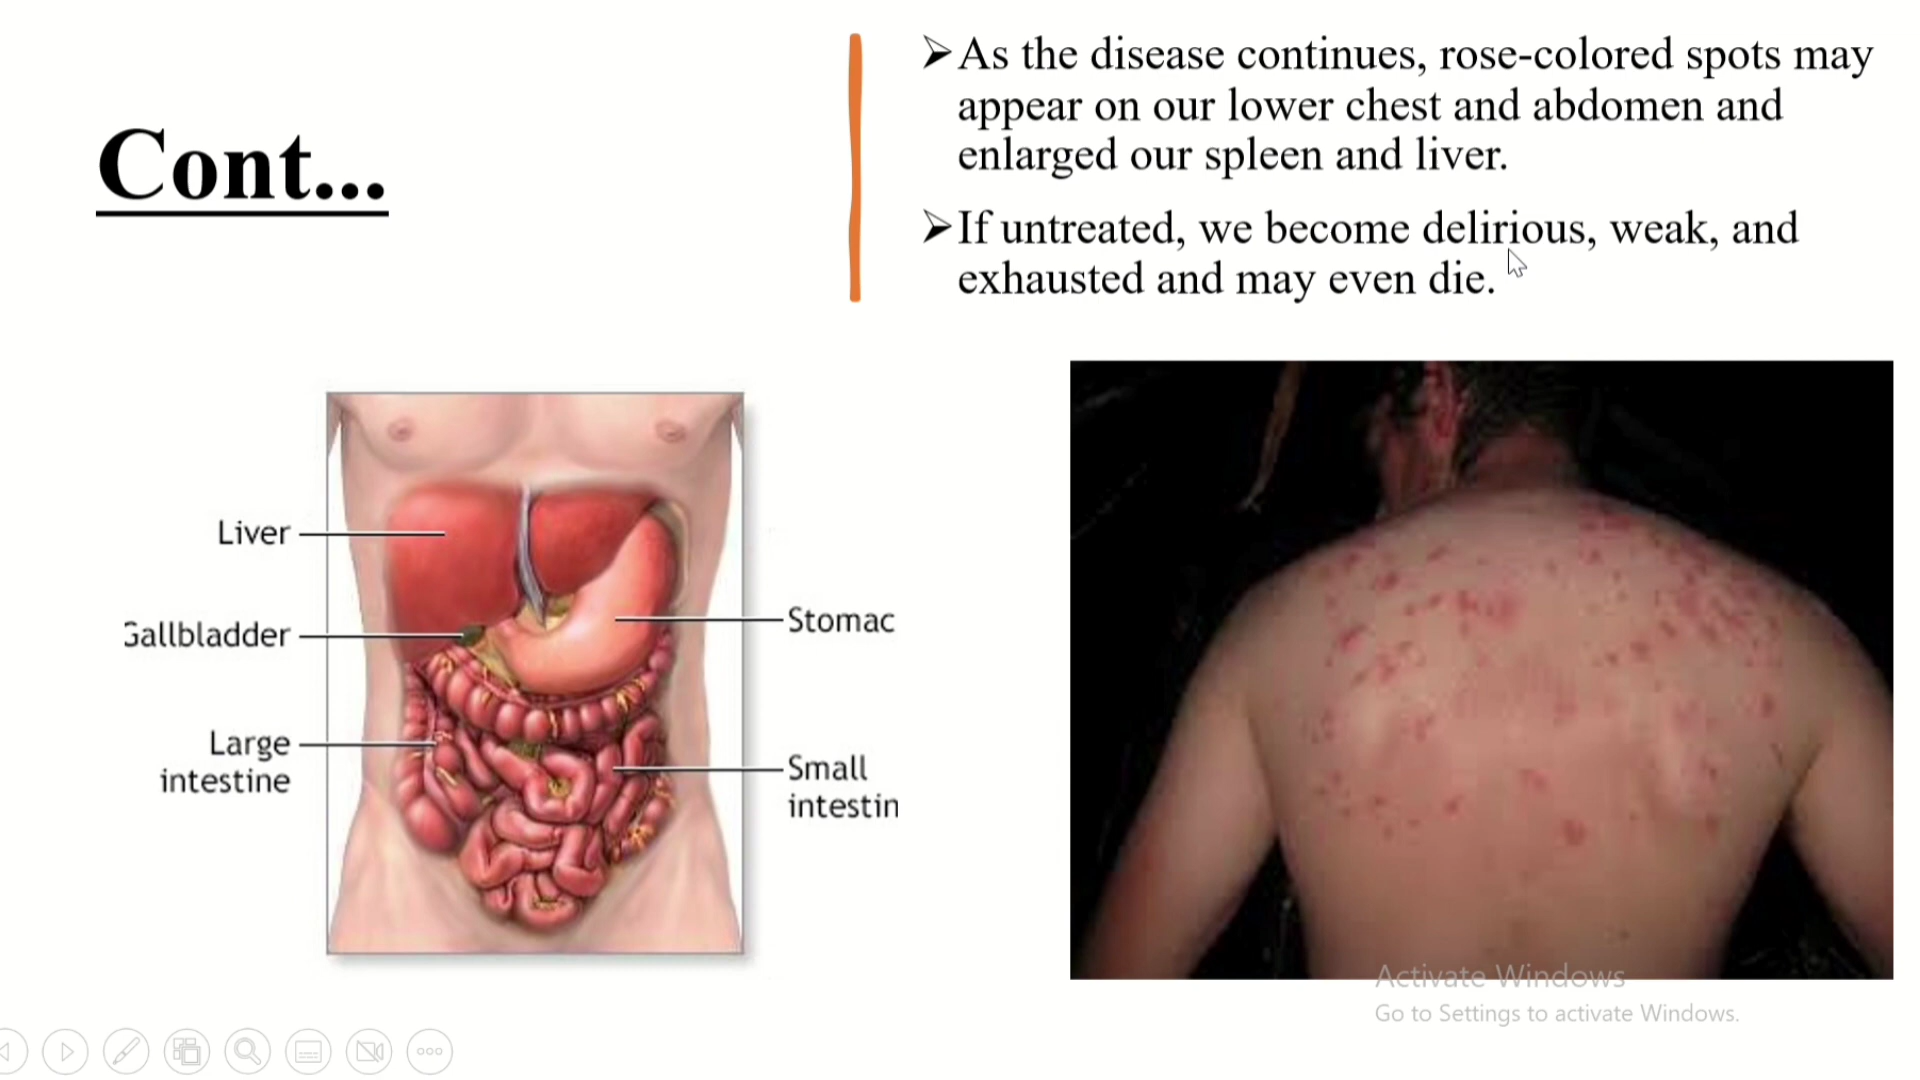 Cont...
➢As the disease continues, rose-colored spots may
appear on our lower chest and abdomen and
enlarged our spleen and liver.
➢If untreated, we become delirious, weak, and
exhausted and may even die.
Liver
Gallbladder
Large
intestine
Stomac
Small
intestin
Activate Windows
Go to Settings to activate Windows.